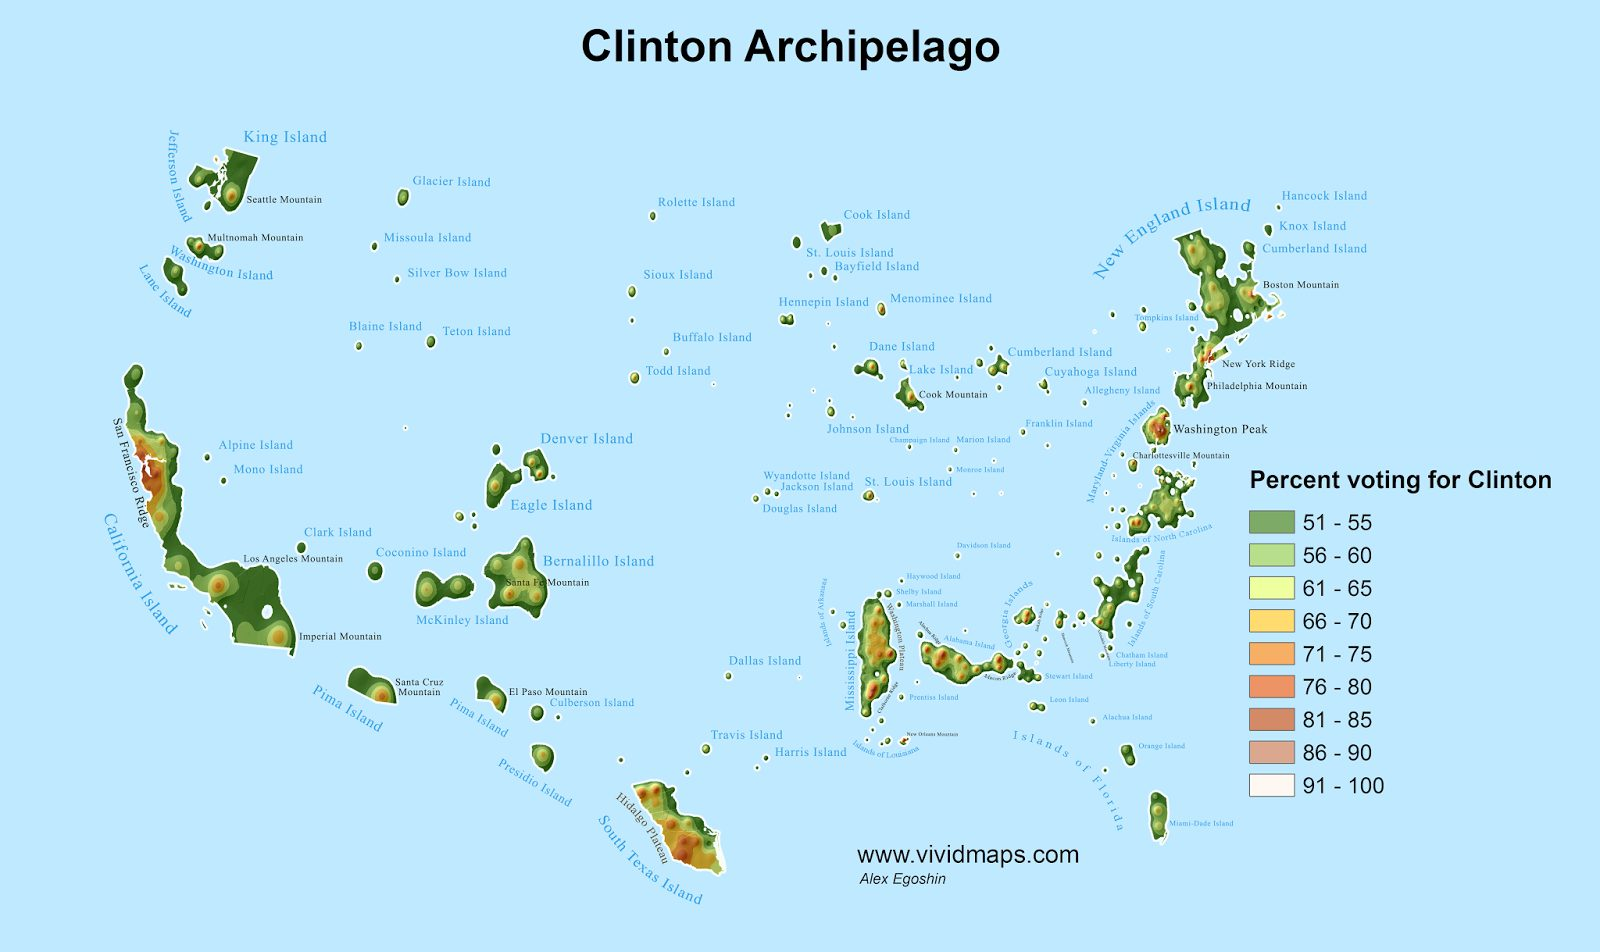 Clinton Archipelago
King Island
Jefferson Island
Seattle Mountain
Multnomah Mountain
Washington Island
Lane Island
Glacier Island
Missoula Island
Silver Bow Island
Blaine Island
Teton Island
Rolette Island
Sioux Island
Buffalo Island
Todd Island
Cook Island
St. Louis Island
Bayfield Island
Hennepin Island
Menominee Island
Dane Island
Lake Island
Cook Mountain
Cumberland Island
Cuyahoga Island
Allegheny Island
Johnson Island
Franklin Island
Champaign Island
Marion Island
Monroe Island
Wyandotte Island
Jackson Island
Douglas Island
St. Louis Island
New England Island
Hancock Island
Knox Island
Cumberland Island
Boston Mountain
Tompkins Island
New York Ridge
Philadelphia Mountain
Washington Peak
Maryland-Virginia Islands
Charlottesville Mountain
Islands of North Carolina
San Francisco Ridge
California Island
Alpine Island
Mono Island
Clark Island
Los Angeles Mountain
Imperial Mountain
Coconino Island
Denver Island
Eagle Island
Bernalillo Island
Santa Fe Mountain
McKinley Island
Santa Cruz
Mountain
Pima Island
El Paso Mountain
Pima Island
Culberson Island
Presidio Island
Dallas Island
Travis Island
Harris Island
Hidalgo Plateau
South Texas Island
Davidson Island
Haywood Island
Shelby Island
Marshall Island
Islands of Arkansas
Mississippi Island
Washington Plateau
Claiborne Ridge
Prentiss Island
Islands of Louisiana
New Orleans Mountain
Alabama Island
Georgia Islands
Stewart Island
Islands of South Carolina
Chatham Island
Liberty Island
Leon Island
Alachua Island
Orange Island
Islands of Florida
Miami-Dade Island
Percent voting for Clinton
51 - 55
56 - 60
61 - 65
66 - 70
71 - 75
76 - 80
81 - 85
86 - 90
91 - 100
www.vividmaps.com
Alex Egoshin